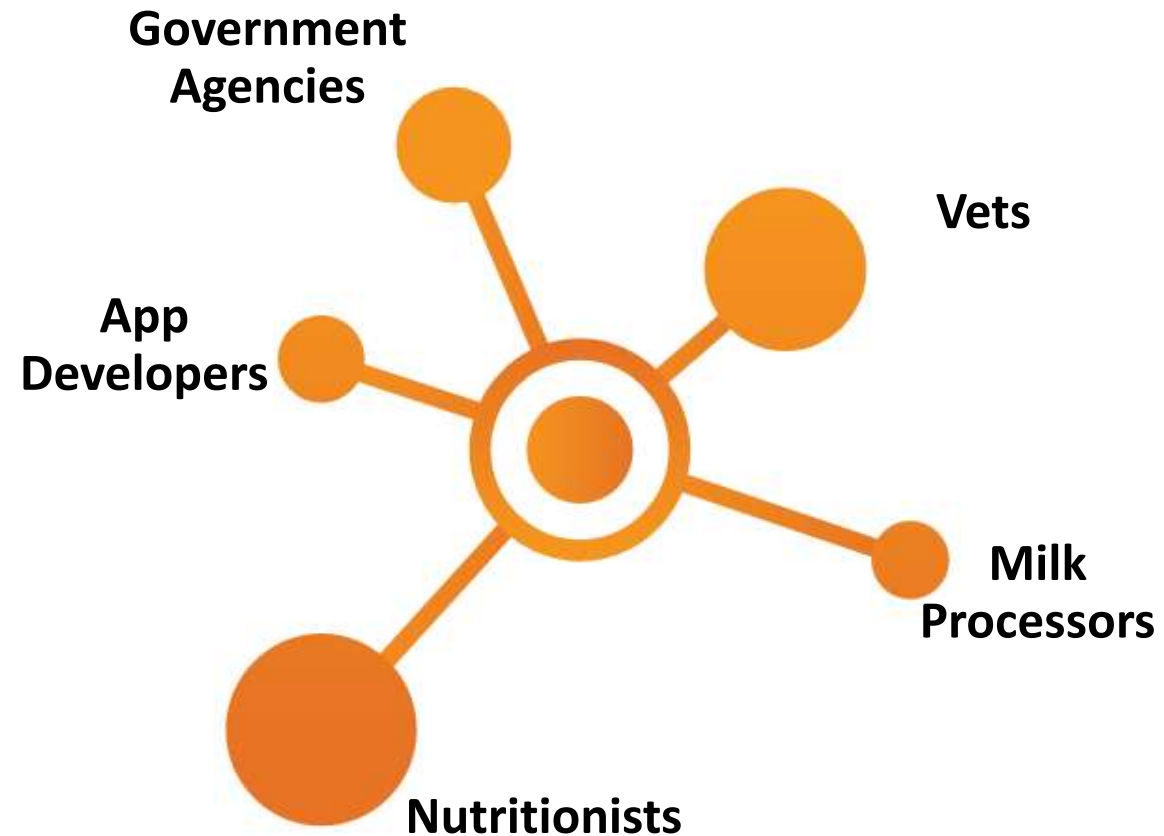 Government
Agencies
Vets
App
Developers
Milk
Processors
Nutritionists